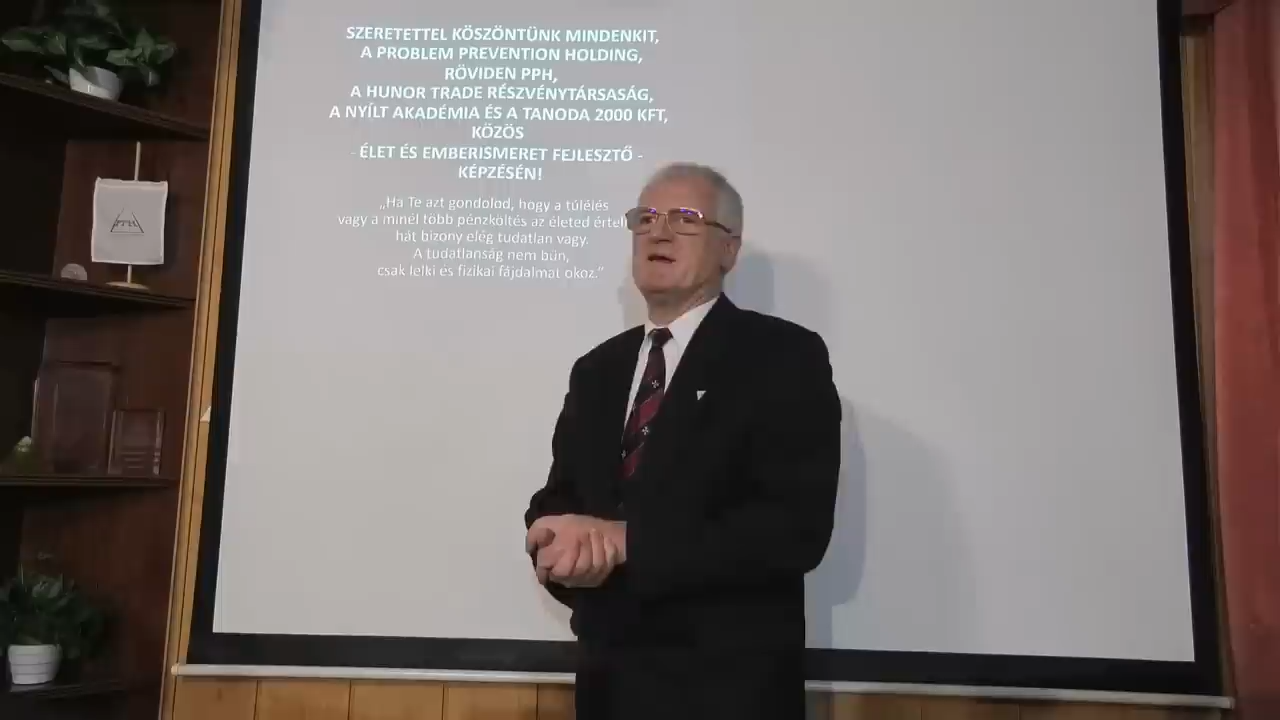 SZERETETTEL KÖSZÖNTÜNK MINDENKIT,
A PROBLEM PREVENTION HOLDING,
RÖVIDEN PPH,
A HUNOR TRADE RÉSZVÉNYTÁRSASÁG,
A NYÍLT AKADÉMIA ÉS A TANODA 2000 KFT,
KÖZÖS
- ÉLET ÉS EMBERISMERET FEJLESZTŐ -
KÉPZÉSÉN!
„Ha Te azt gondolod, hogy a túlélés
vagy a minél több pénzköltés az életed értel
hát bizony elég tudatlan vagy.
A tudatlanság nem bűn,
csak lelki és fizikai fájdalmat okoz.”